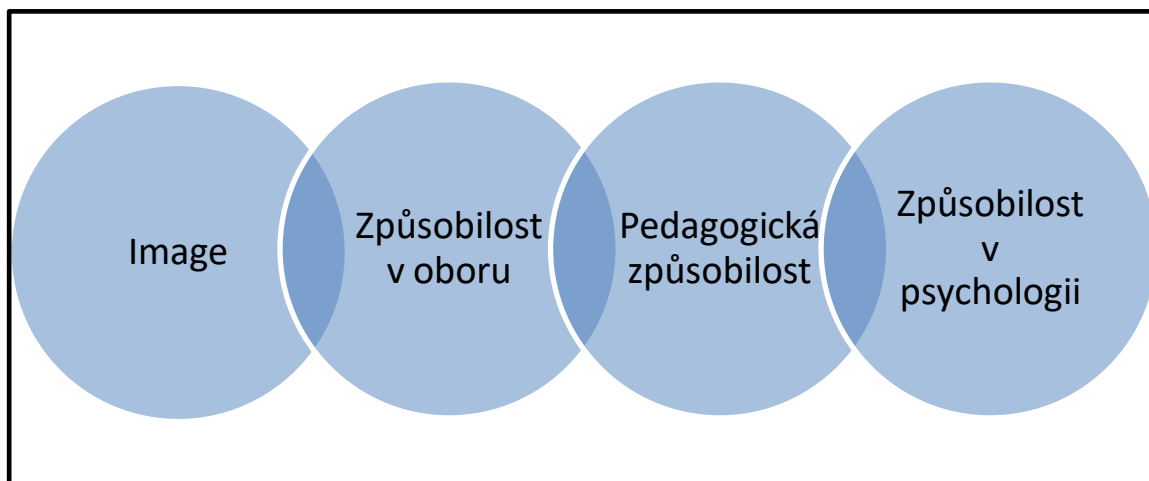 Image
Způsobilost
v oboru
Pedagogická
způsobilost
Způsobilost
v
psychologii